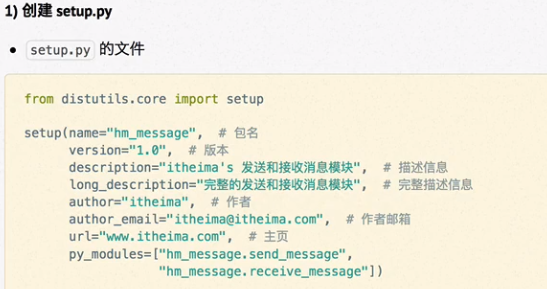 1) 创建 setup.py
• setup.py 的文件
from distutils.core import setup
setup(name="hm_message",  # 包名
      version="1.0",  # 版本
      description="itheima's 发送和接收消息模块",  # 描述信息
      long_description="完整的发送和接收消息模块",  # 完整描述信息
      author="itheima",  # 作者
      author_email="itheima@itheima.com",  # 作者邮箱
      url="www.itheima.com",  # 主页
      py_modules=["hm_message.send_message",
                  "hm_message.receive_message"])